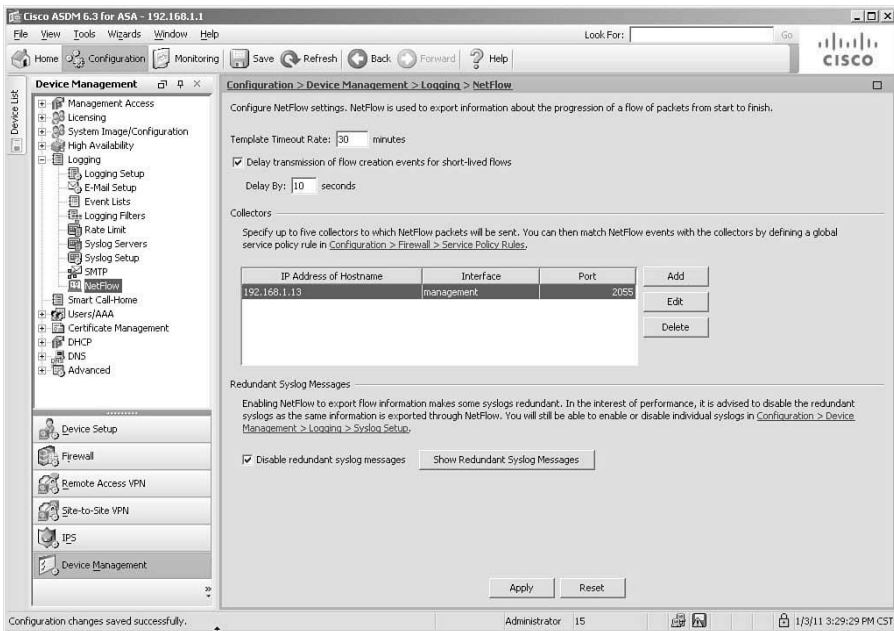 Cisco ASDM 6.3 for ASA - 192.168.1.1
File View Tools Wizards Window Help
Look For:
Go
Home Configuration Monitoring Save Refresh Back Forward Help
CISCO
Device List
Device Management
Management Access
Licensing
System Image/Configuration
High Availability
Logging
Logging Setup
E-Mail Setup
Event Lists
Logging Filters
Rate Limit
Syslog Servers
Syslog Setup
SMTP
NetFlow
Smart Call-Home
Users/AAA
Certificate Management
DHCP
DNS
Advanced
Device Setup
Firewall
Remote Access VPN
Site-to-Site VPN
IPS
Device Management
Configuration > Device Management > Logging > NetFlow
Configure NetFlow settings. NetFlow is used to export information about the progression of a flow of packets from start to finish.
Template Timeout Rate: 30 minutes
Delay transmission of flow creation events for short-lived flows
Delay By: 10 seconds
Collectors
Specify up to five collectors to which NetFlow packets will be sent. You can then match NetFlow events with the collectors by defining a global
service policy rule in Configuration > Firewall > Service Policy Rules.
IP Address of Hostname Interface Port
192.168.1.13 management 2055
Add
Edit
Delete
Redundant Syslog Messages
Enabling NetFlow to export flow information makes some syslogs redundant. In the interest of performance, it is advised to disable the redundant
syslogs as the same information is exported through NetFlow. You will still be able to enable or disable individual syslogs in Configuration > Device
Management > Logging > Syslog Setup.
Disable redundant syslog messages Show Redundant Syslog Messages
Apply Reset
Configuration changes saved successfully.
Administrator 15
1/3/11 3:29:29 PM CST